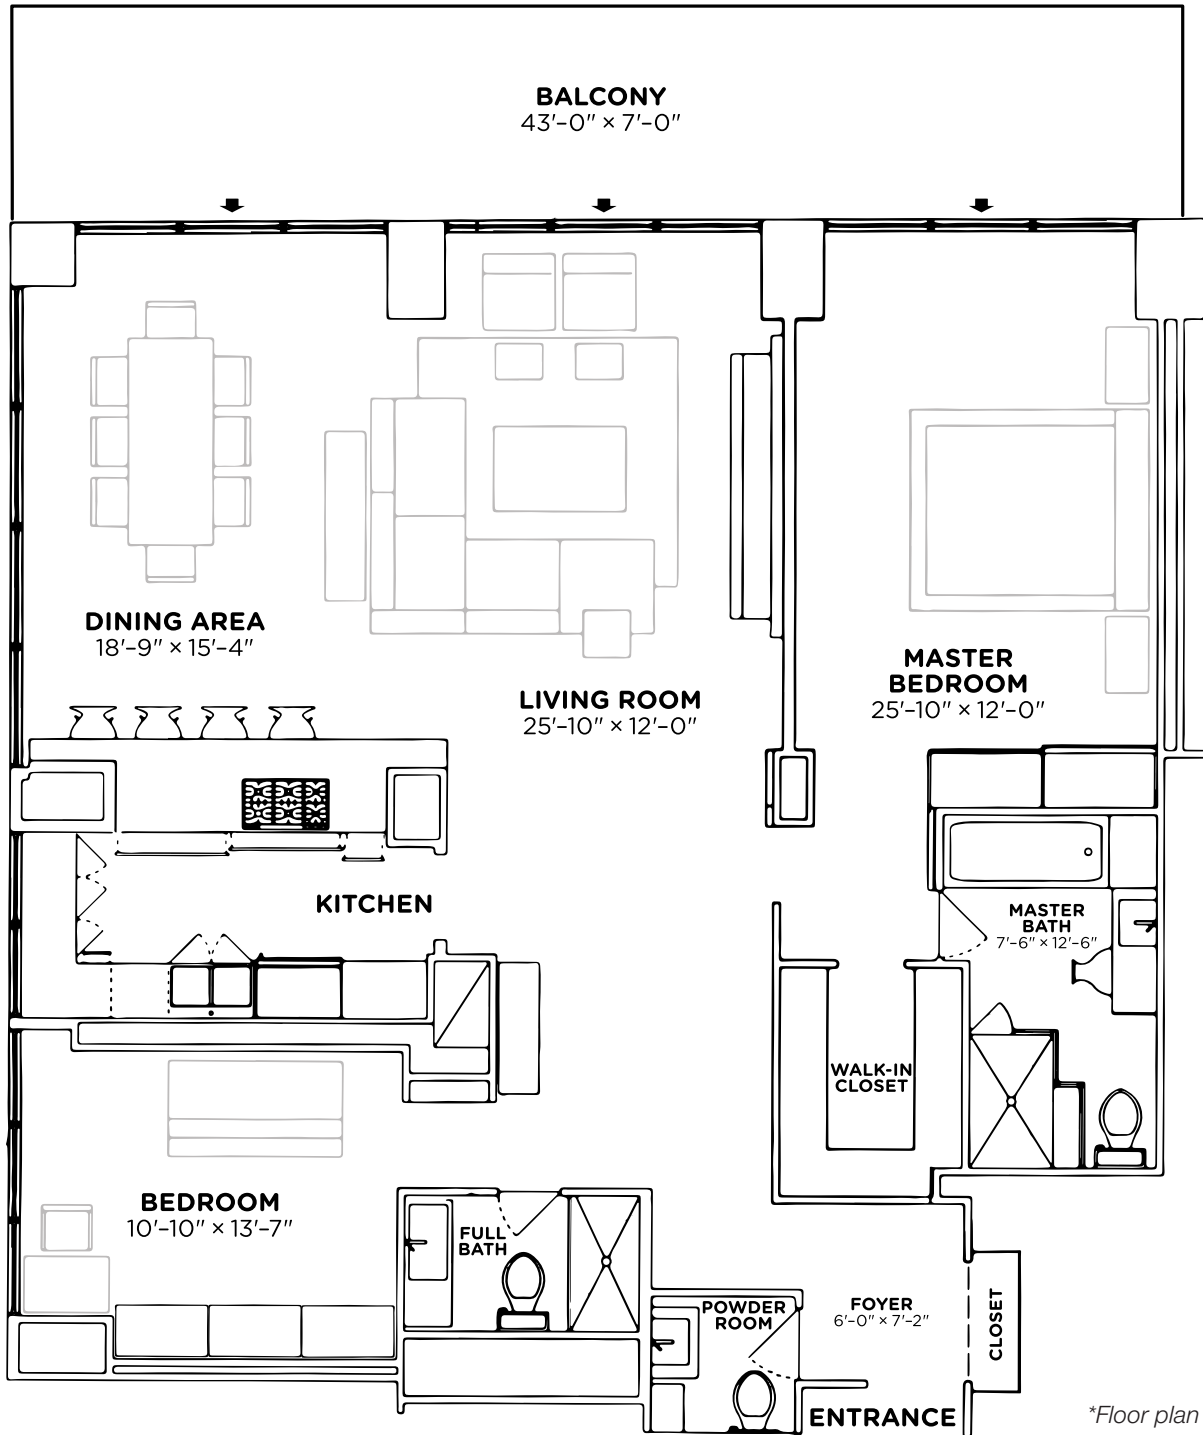 BALCONY
43'-0" × 7'-0"
DINING AREA
18'-9" × 15'-4"
LIVING ROOM
25'-10" × 12'-0"
MASTER
BEDROOM
25'-10" × 12'-0"
KITCHEN
MASTER
BATH
7'-6" × 12'-6"
WALK-IN
CLOSET
BEDROOM
10'-10" × 13'-7"
FULL
BATH
POWDER
ROOM
FOYER
6'-0" × 7'-2"
CLOSET
ENTRANCE
*Floor plan